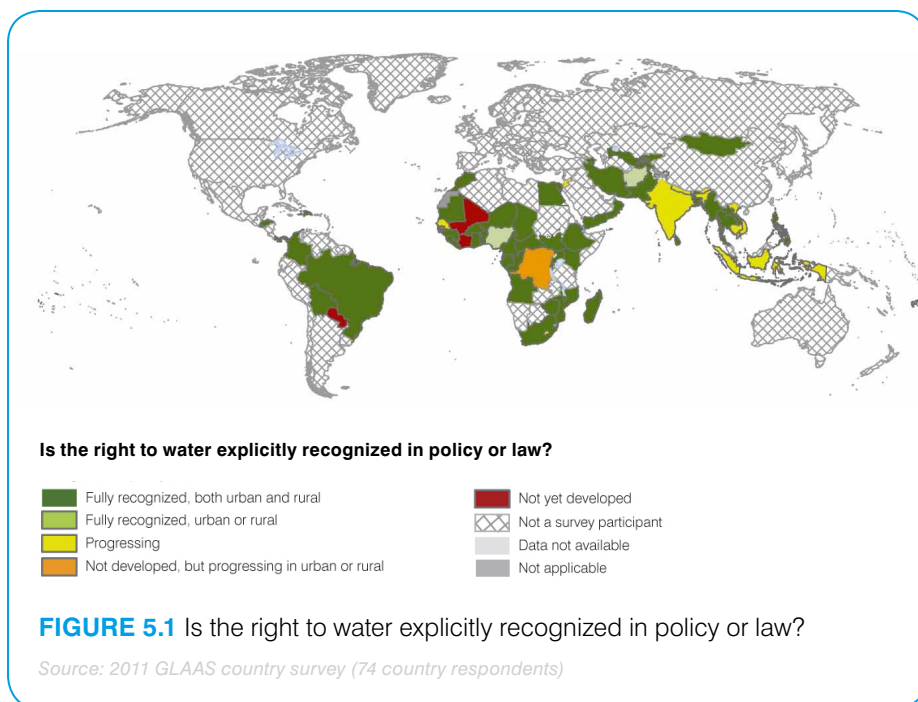 Is the right to water explicitly recognized in policy or law?
Fully recognized, both urban and rural
Fully recognized, urban or rural
Progressing
Not developed, but progressing in urban or rural
Not yet developed
Not a survey participant
Data not available
Not applicable
FIGURE 5.1 Is the right to water explicitly recognized in policy or law?
Source: 2011 GLAAS country survey (74 country respondents)